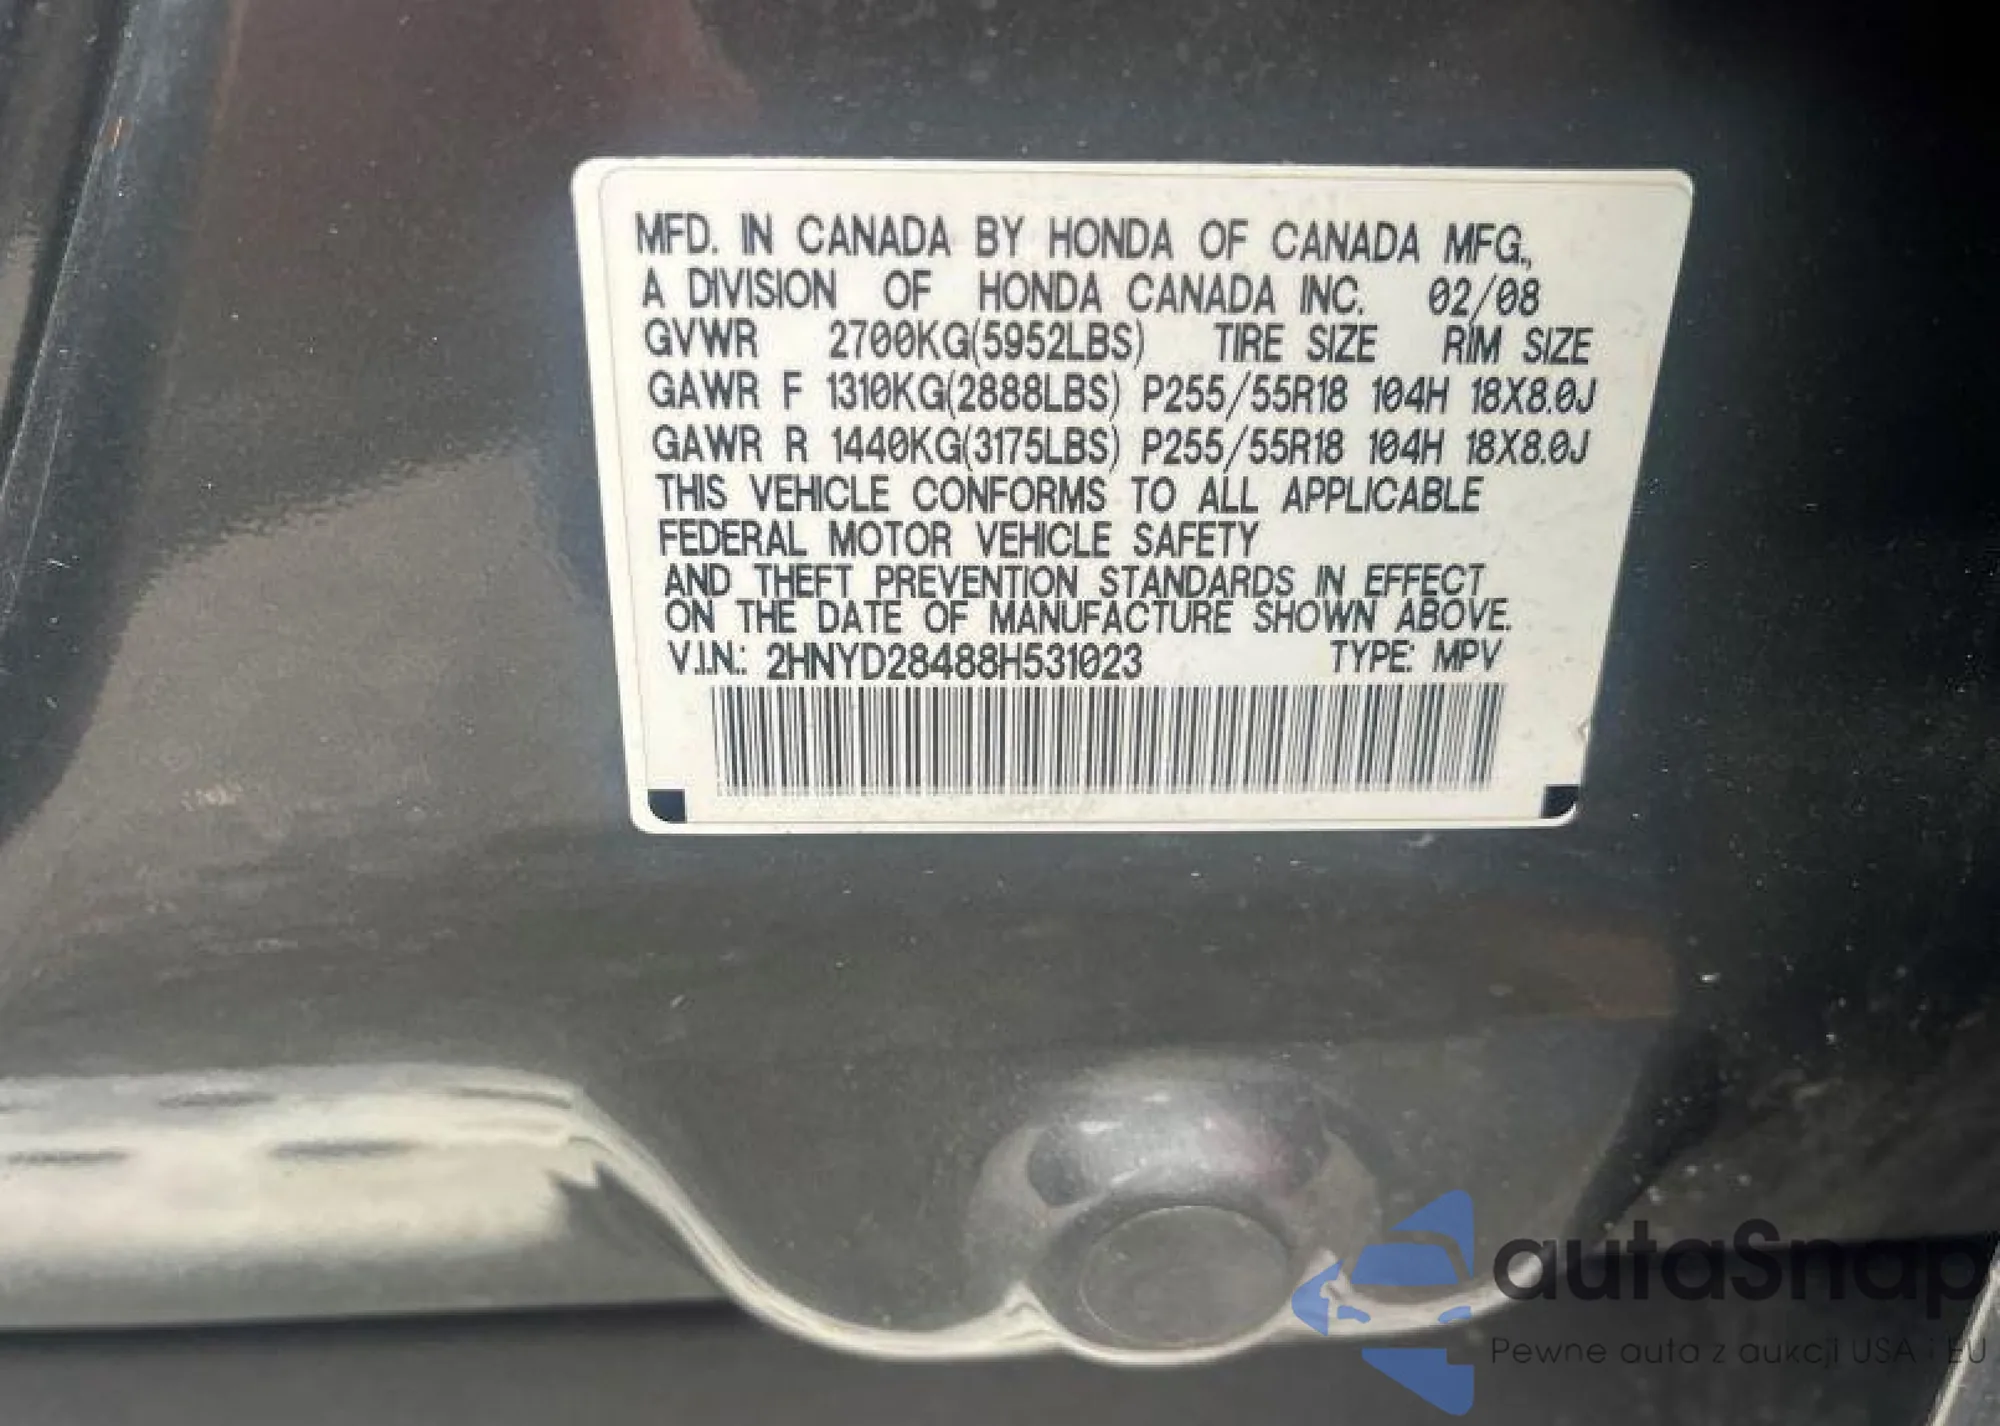 MFD. IN CANADA BY HONDA OF CANADA MFG.,
A DIVISION OF HONDA CANADA INC. 02/08
GVWR 2700KG(5952LBS) TIRE SIZE RIM SIZE
GAWR F 1310KG(2888LBS) P255/55R18 104H 18X8.0J
GAWR R 1440KG(3175LBS) P255/55R18 104H 18X8.0J
THIS VEHICLE CONFORMS TO ALL APPLICABLE
FEDERAL MOTOR VEHICLE SAFETY
AND THEFT PREVENTION STANDARDS IN EFFECT
ON THE DATE OF MANUFACTURE SHOWN ABOVE.
V.I.N.: 2HNYD28488H531023 TYPE: MPV
autaSnap
Pewne auta z aukcji USA i EU